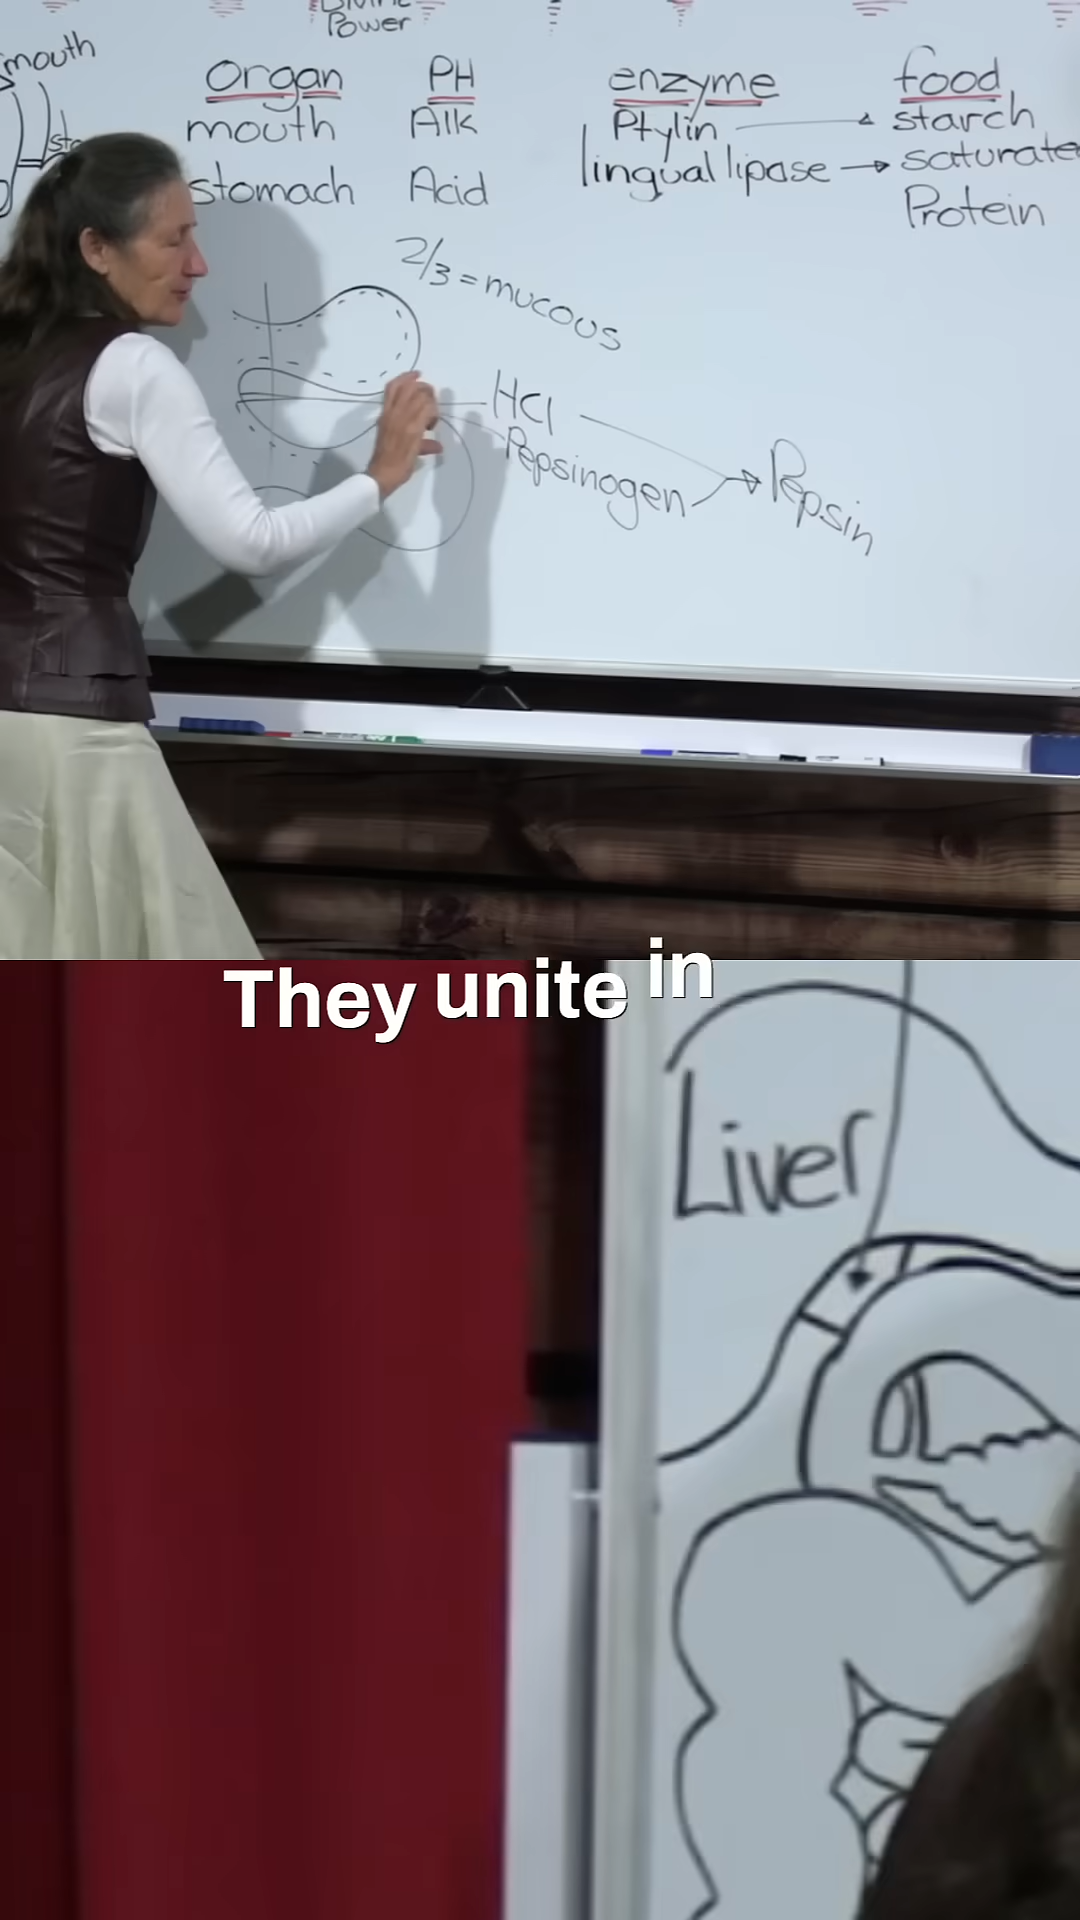 Power
mouth
Organ PH enzyme food
mouth Alk Ptylin starch
stomach Acid lingual lipase saturate
Protein
2/3 = mucous
HCl
Pepsinogen
Pepsin
They unite in
Liver